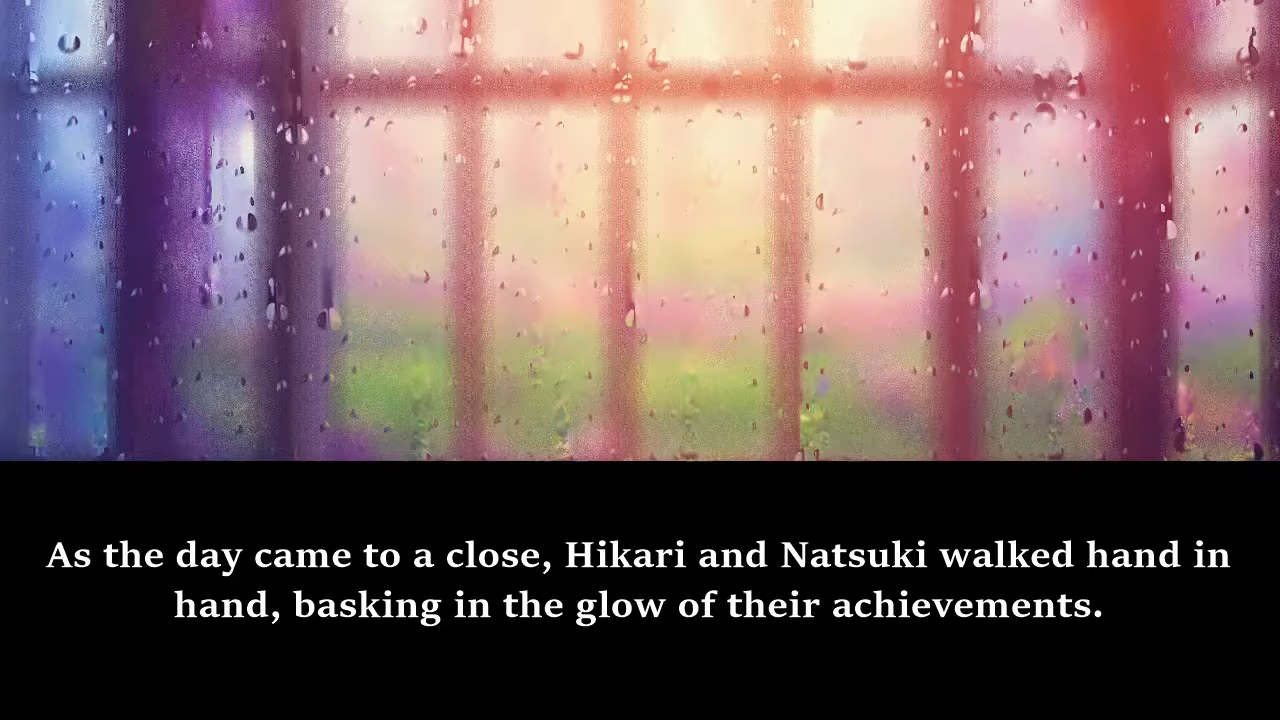 As the day came to a close, Hikari and Natsuki walked hand in
hand, basking in the glow of their achievements.